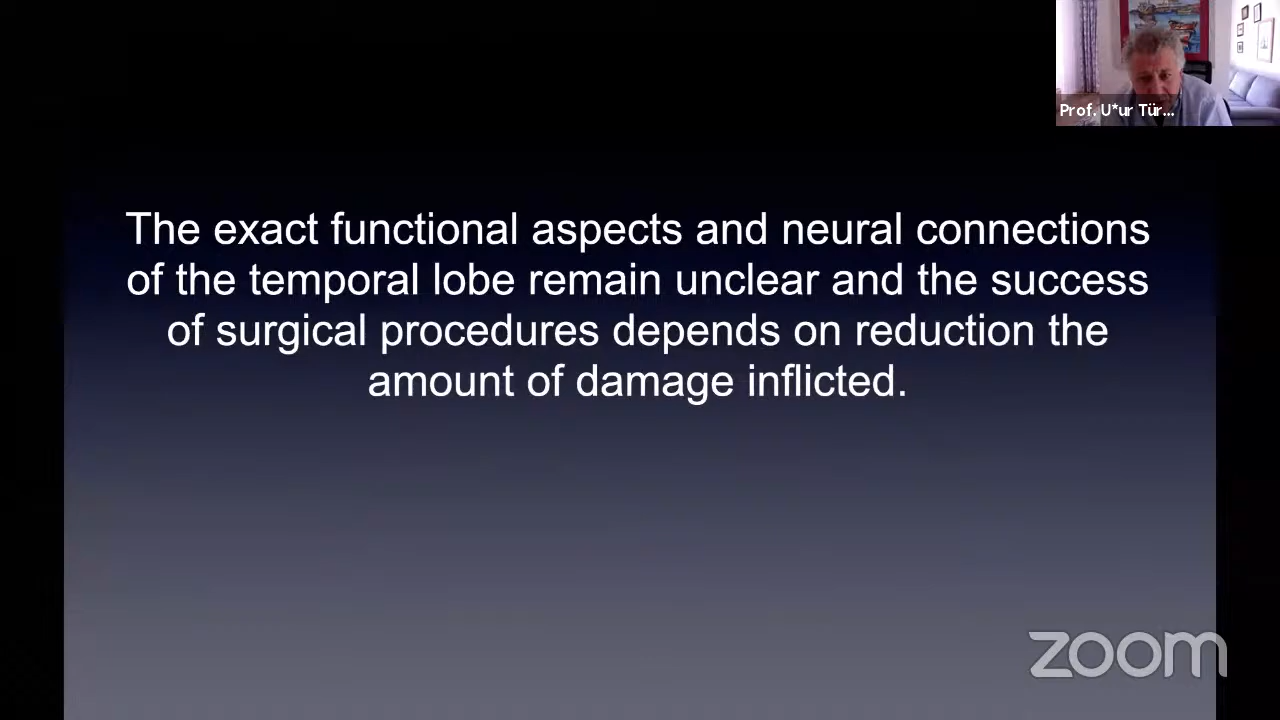 Prof. U*ur Tür...
The exact functional aspects and neural connections
of the temporal lobe remain unclear and the success
of surgical procedures depends on reduction the
amount of damage inflicted.
zoom